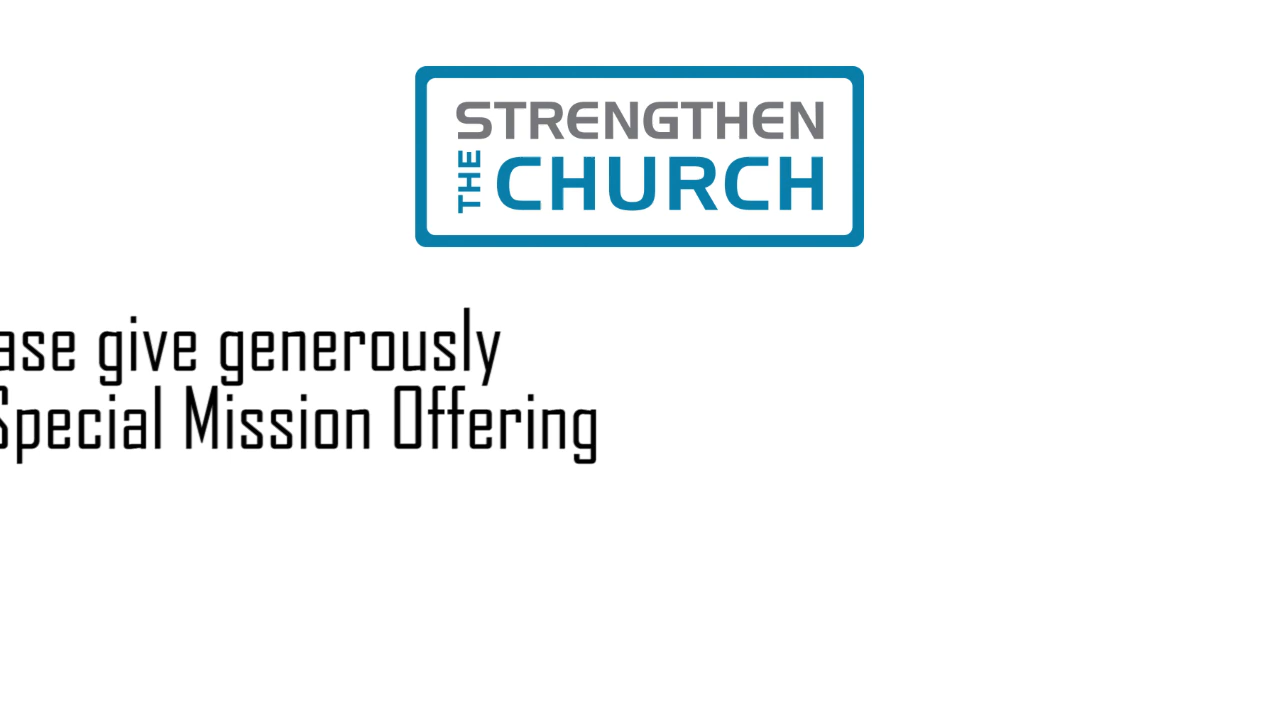 STRENGTHEN
THE CHURCH
ase give generously
Special Mission Offering